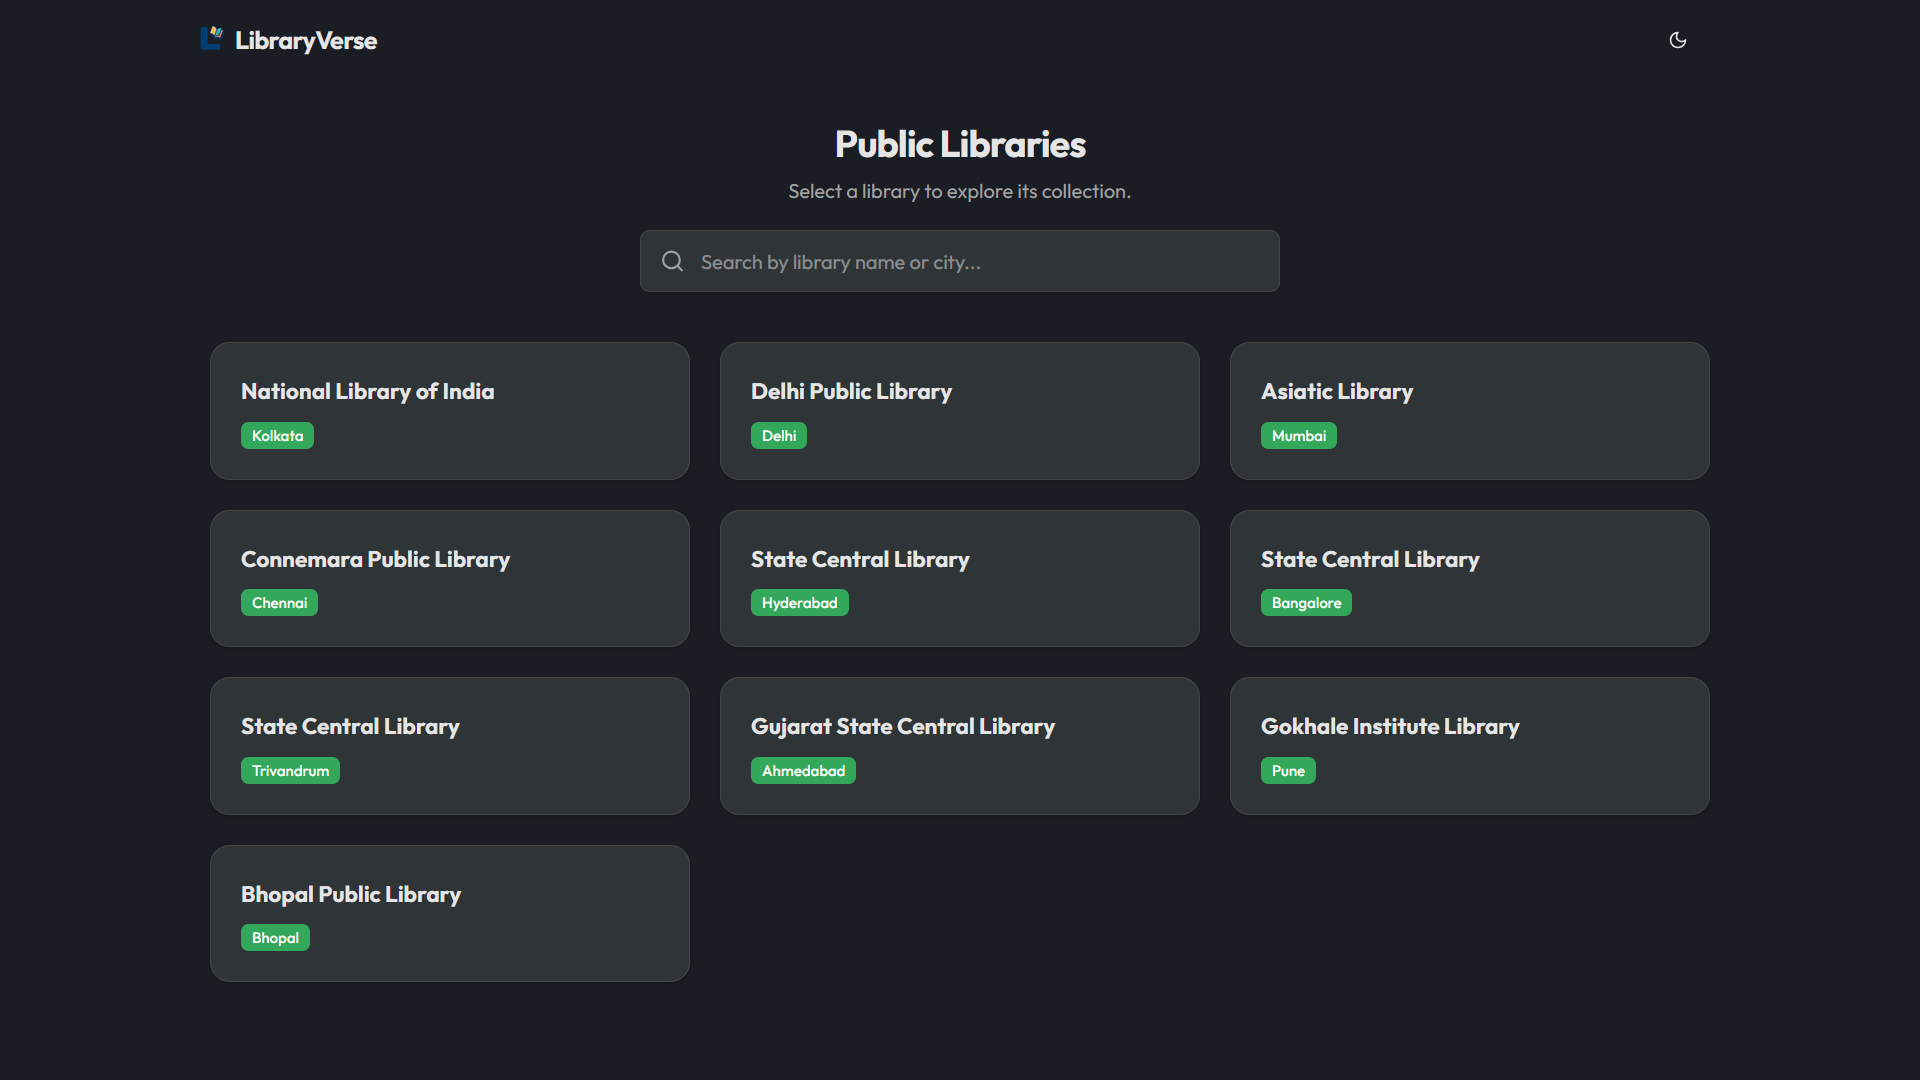 LibraryVerse
Public Libraries
Select a library to explore its collection.
Search by library name or city...
National Library of India
Kolkata
Delhi Public Library
Delhi
Asiatic Library
Mumbai
Connemara Public Library
Chennai
State Central Library
Hyderabad
State Central Library
Bangalore
State Central Library
Trivandrum
Gujarat State Central Library
Ahmedabad
Gokhale Institute Library
Pune
Bhopal Public Library
Bhopal